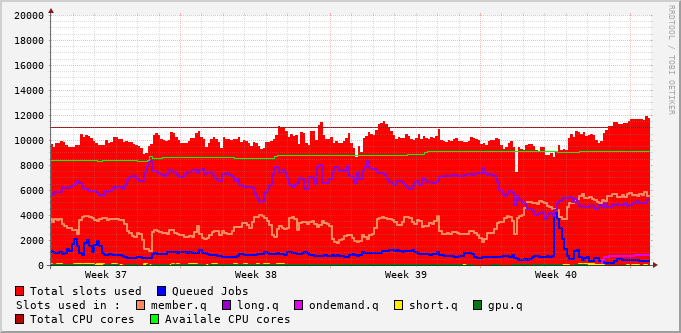 20000
18000
16000
14000
12000
10000
8000
6000
4000
2000
0
Week 37 Week 38 Week 39 Week 40
RRDTOOL / TOBI OETIKER
Total slots used Queued Jobs
Slots used in : member.q long.q ondemand.q short.q gpu.q
Total CPU cores Availale CPU cores